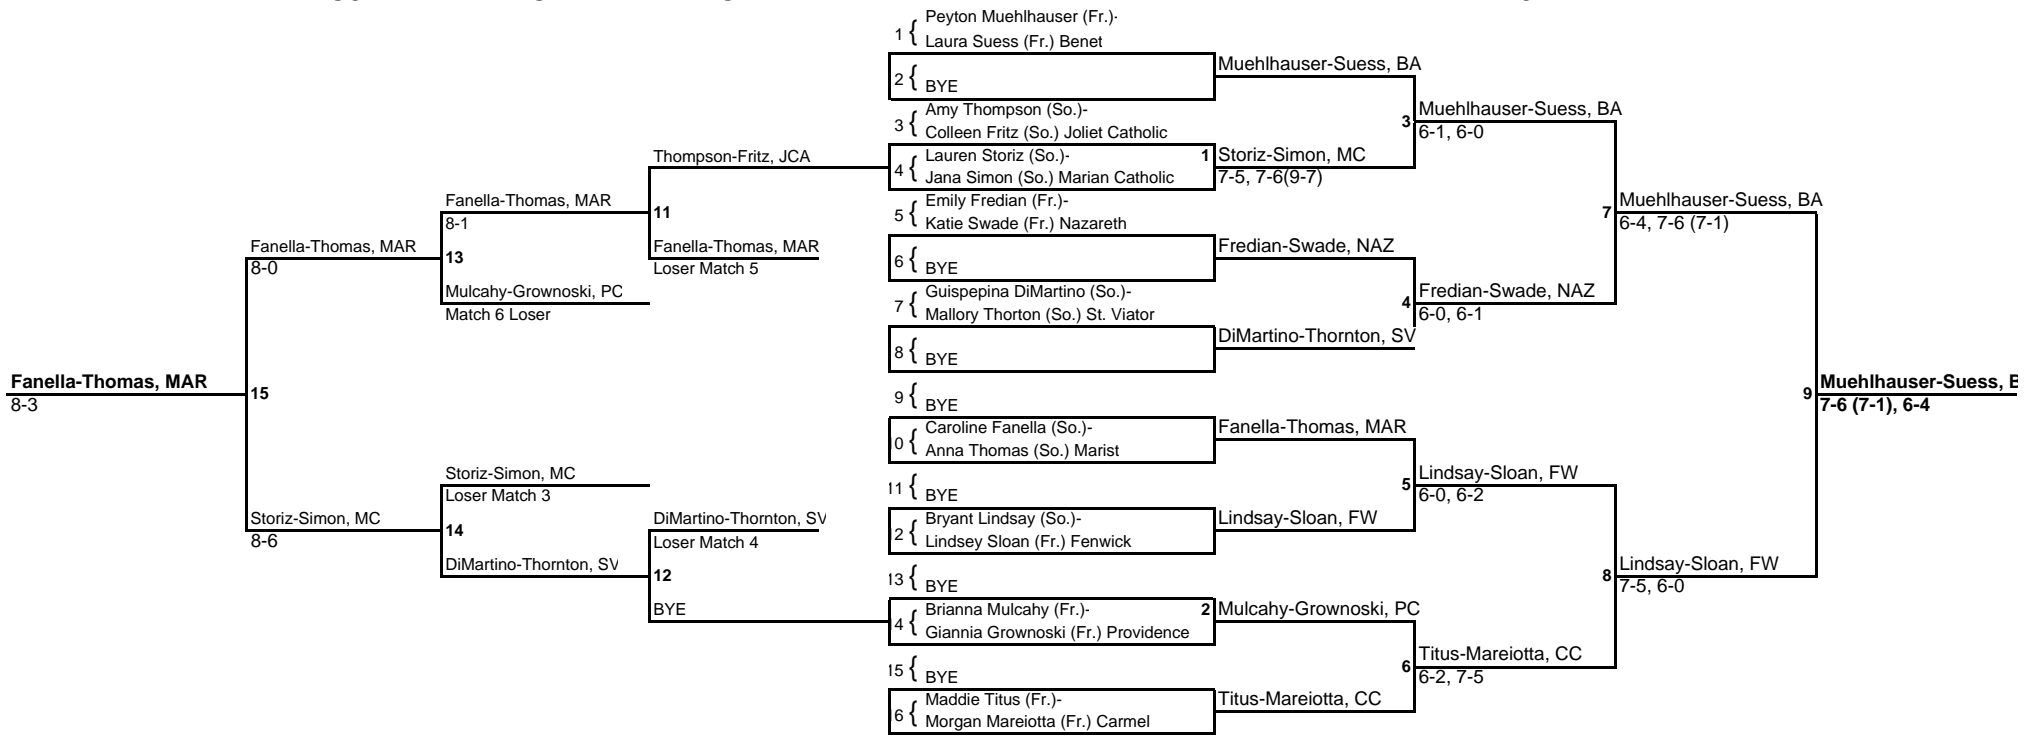 Peyton Muehlhauser (Fr.)-
1 {
Laura Suess (Fr.) Benet
Muehlhauser-Suess, BA
2 { BYE
Amy Thompson (So.)-
3 {
Colleen Fritz (So.) Joliet Catholic
3
Muehlhauser-Suess, BA
6-1, 6-0
Thompson-Fritz, JCA
Lauren Storiz (So.)-
4 {
Jana Simon (So.) Marian Catholic
1
Storiz-Simon, MC
7-5, 7-6(9-7)
Fanella-Thomas, MAR
8-1
11
Emily Fredian (Fr.)-
5 {
Katie Swade (Fr.) Nazareth
7
Muehlhauser-Suess, BA
6-4, 7-6 (7-1)
Fanella-Thomas, MAR
8-0
13
Fanella-Thomas, MAR
Loser Match 5
6 { BYE
Fredian-Swade, NAZ
Mulcahy-Grownoski, PC
Match 6 Loser
Guispepina DiMartino (So.)-
7 {
Mallory Thorton (So.) St. Viator
4
Fredian-Swade, NAZ
6-0, 6-1
8 { BYE
DiMartino-Thornton, SV
Fanella-Thomas, MAR
8-3
15
9 { BYE
9
Muehlhauser-Suess, B
7-6 (7-1), 6-4
Caroline Fanella (So.)-
0 {
Anna Thomas (So.) Marist
Fanella-Thomas, MAR
Storiz-Simon, MC
Loser Match 3
11 { BYE
5
Lindsay-Sloan, FW
6-0, 6-2
Storiz-Simon, MC
8-6
14
DiMartino-Thornton, SV
Loser Match 4
Bryant Lindsay (So.)-
2 {
Lindsey Sloan (Fr.) Fenwick
Lindsay-Sloan, FW
DiMartino-Thornton, SV
12
13 { BYE
8
Lindsay-Sloan, FW
7-5, 6-0
BYE
Brianna Mulcahy (Fr.)-
4 {
Giannia Grownoski (Fr.) Providence
2
Mulcahy-Grownoski, PC
15 { BYE
6
Titus-Mareiotta, CC
6-2, 7-5
Maddie Titus (Fr.)-
6 {
Morgan Mareiotta (Fr.) Carmel
Titus-Mareiotta, CC